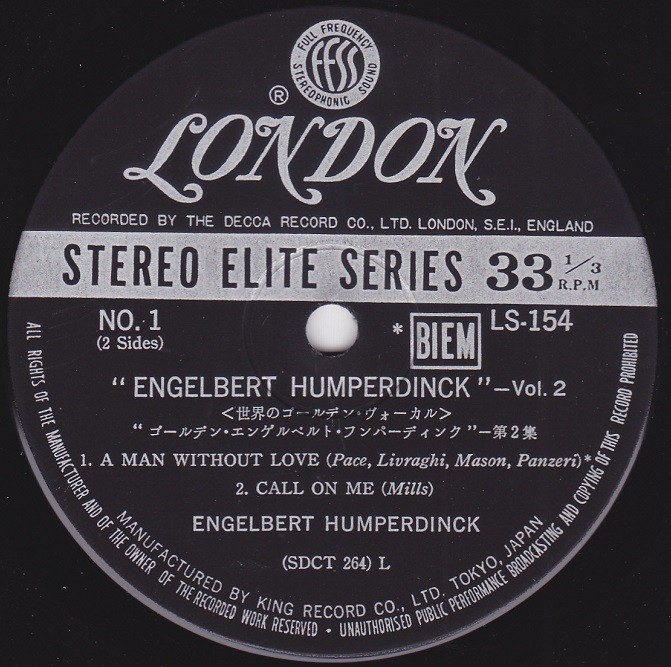 FULL FREQUENCY
ffss
STEREOPHONIC SOUND
®
LONDON
RECORDED BY THE DECCA RECORD CO., LTD. LONDON, S.E.I., ENGLAND
STEREO ELITE SERIES 33 1/3 R.P.M
NO. 1
(2 Sides)
* BIEM LS-154
“ENGELBERT HUMPERDINCK”—Vol. 2
<世界のゴールデン・ヴォーカル>
“ゴールデン・エンゲルベルト・フンパーディンク”—第2集
1. A MAN WITHOUT LOVE (Pace, Livraghi, Mason, Panzeri)*
2. CALL ON ME (Mills)
ENGELBERT HUMPERDINCK
(SDCT 264) L
MANUFACTURED BY KING RECORD CO., LTD. TOKYO, JAPAN
ALL RIGHTS OF THE MANUFACTURER AND OF THE OWNER OF THE RECORDED WORK RESERVED • UNAUTHORISED PUBLIC PERFORMANCE BROADCASTING AND COPYING OF THIS RECORD PROHIBITED